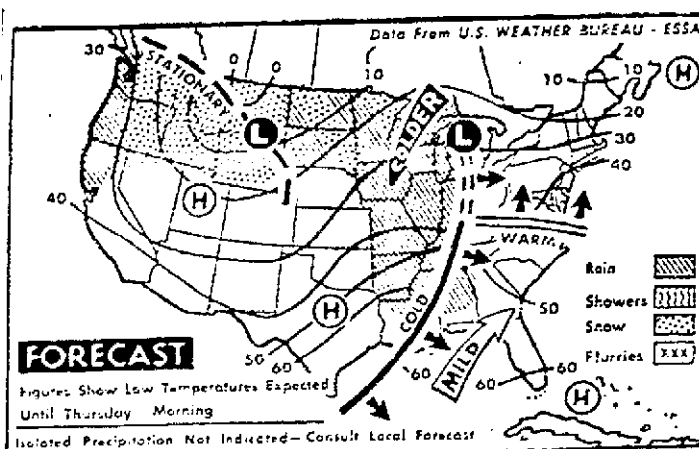 Data From U.S. WEATHER BUREAU - ESSA
30
STATIONARY
0
0
10
COLDER
L
L
10
10
H
20
30
40
40
H
WARM
H
COLD
MILD
50
60
60
50
60
60
H
Rain
Showers
Snow
Flurries
xxx
FORECAST
Figures Show Low Temperatures Expected
Until Thursday Morning
Isolated Precipitation Not Indicated—Consult Local Forecast